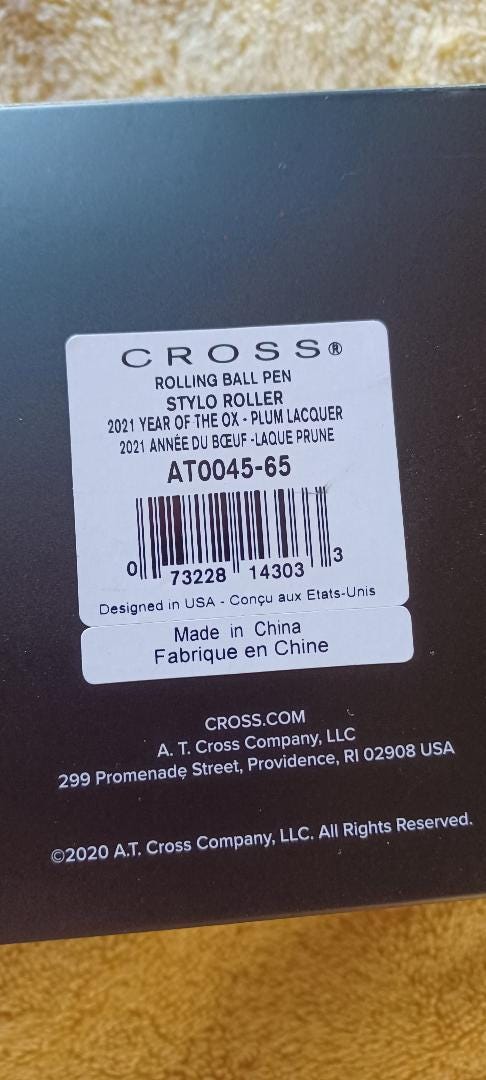 CROSS®
ROLLING BALL PEN
STYLO ROLLER
2021 YEAR OF THE OX - PLUM LACQUER
2021 ANNÉE DU BŒUF -LAQUE PRUNE
AT0045-65
0 73228 14303 3
Designed in USA - Conçu aux Etats-Unis
Made in China
Fabrique en Chine
CROSS.COM
A. T. Cross Company, LLC
299 Promenade Street, Providence, RI 02908 USA
©2020 A.T. Cross Company, LLC. All Rights Reserved.